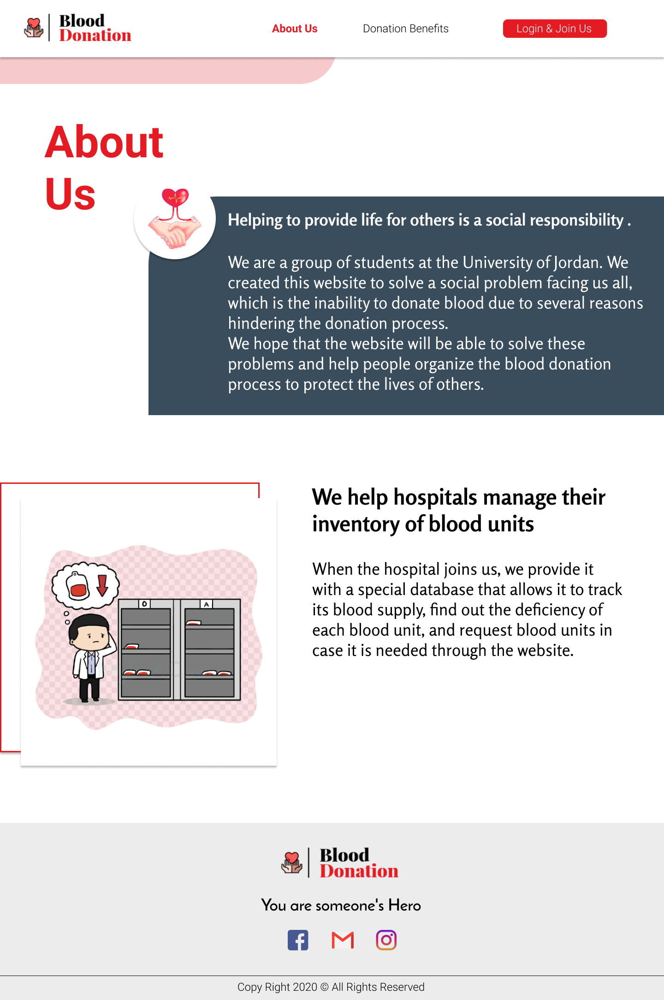 Blood
Donation
About Us
Donation Benefits
Login & Join Us
About
Us
Helping to provide life for others is a social responsibility .
We are a group of students at the University of Jordan. We
created this website to solve a social problem facing us all,
which is the inability to donate blood due to several reasons
hindering the donation process.
We hope that the website will be able to solve these
problems and help people organize the blood donation
process to protect the lives of others.
We help hospitals manage their
inventory of blood units
When the hospital joins us, we provide it
with a special database that allows it to track
its blood supply, find out the deficiency of
each blood unit, and request blood units in
case it is needed through the website.
O
A
Blood
Donation
You are someone's Hero
Copy Right 2020 © All Rights Reserved